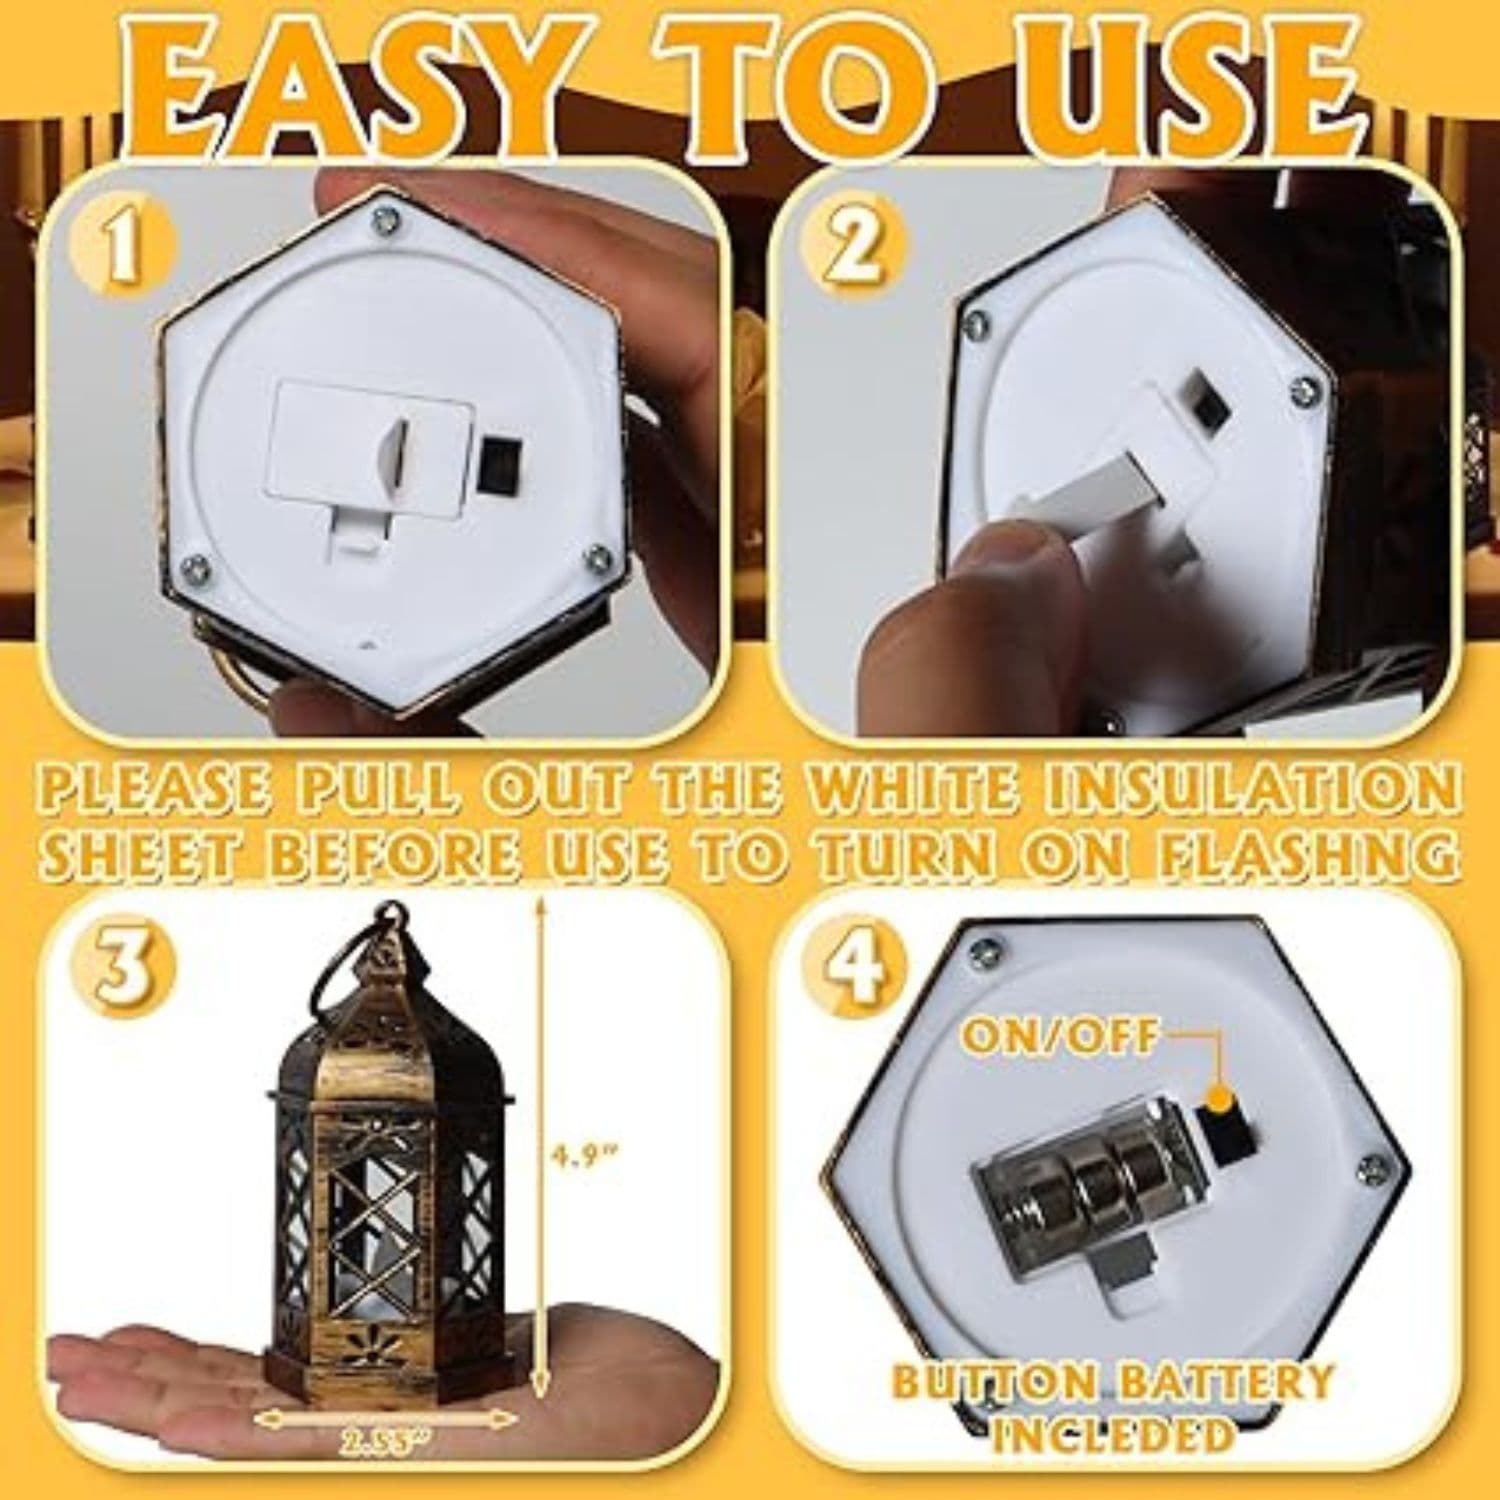 EASY TO USE
1
2
PLEASE PULL OUT THE WHITE INSULATION
SHEET BEFORE USE TO TURN ON FLASHNG
3
4.9"
2.55"
4
ON/OFF
BUTTON BATTERY
INCLEDED